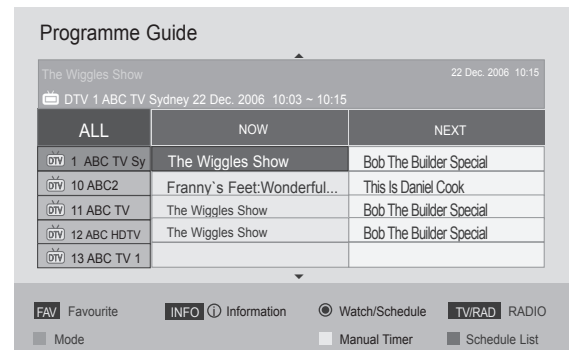 Programme Guide
The Wiggles Show 22 Dec. 2006 10:15
DTV 1 ABC TV Sydney 22 Dec. 2006 10:03 ~ 10:15
ALL NOW NEXT
DTV 1 ABC TV Sy The Wiggles Show Bob The Builder Special
DTV 10 ABC2 Franny`s Feet:Wonderful... This Is Daniel Cook
DTV 11 ABC TV The Wiggles Show Bob The Builder Special
DTV 12 ABC HDTV The Wiggles Show Bob The Builder Special
DTV 13 ABC TV 1
FAV Favourite INFO i Information Watch/Schedule TV/RAD RADIO
Mode Manual Timer Schedule List